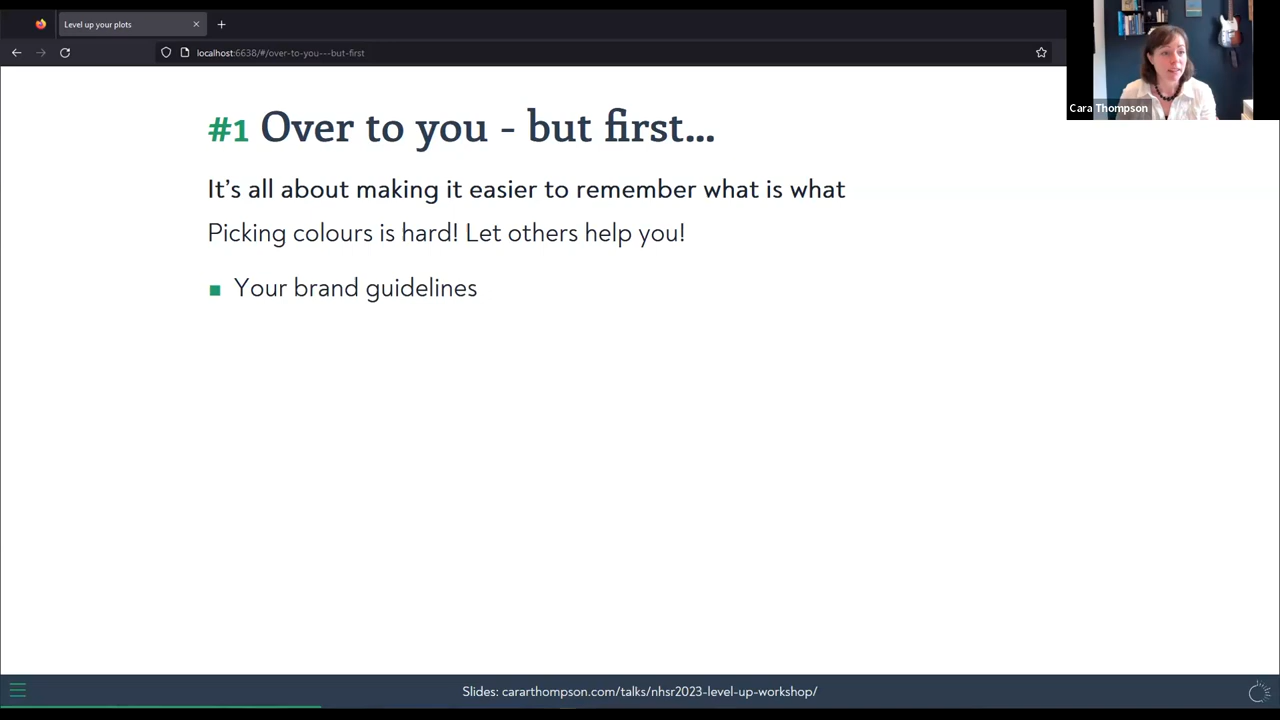 Level up your plots
localhost:6638/#/over-to-you---but-first
Cara Thompson
#1 Over to you - but first...
It's all about making it easier to remember what is what
Picking colours is hard! Let others help you!
Your brand guidelines
Slides: cararthompson.com/talks/nhsr2023-level-up-workshop/